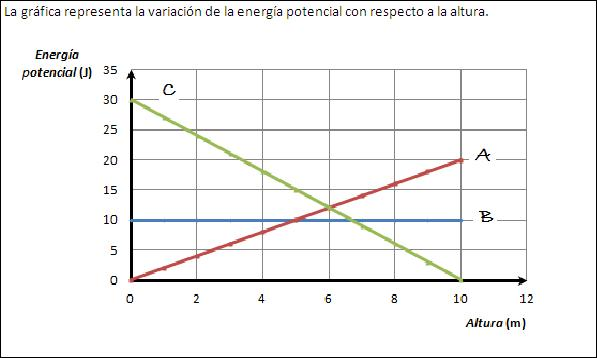 La gráfica representa la variación de la energía potencial con respecto a la altura.
Energía
potencial (J)
35
30
25
20
15
10
5
0
C
A
B
0 2 4 6 8 10 12
Altura (m)